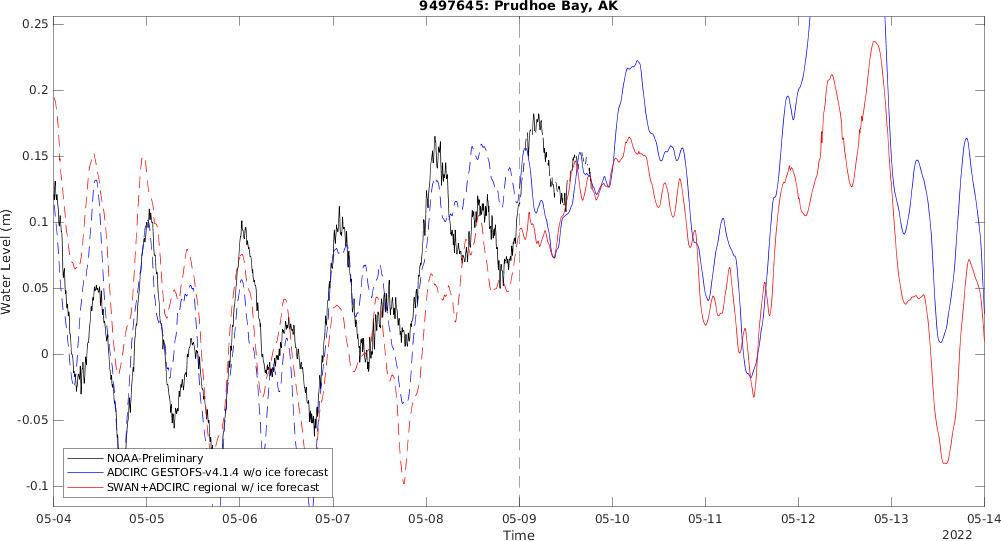 9497645: Prudhoe Bay, AK
0.25
0.2
0.15
0.1
0.05
0
-0.05
-0.1
Water Level (m)
NOAA-Preliminary
ADCIRC GESTOFS-v4.1.4 w/o ice forecast
SWAN+ADCIRC regional w/ ice forecast
05-04 05-05 05-06 05-07 05-08 05-09 05-10 05-11 05-12 05-13 05-14
Time
2022